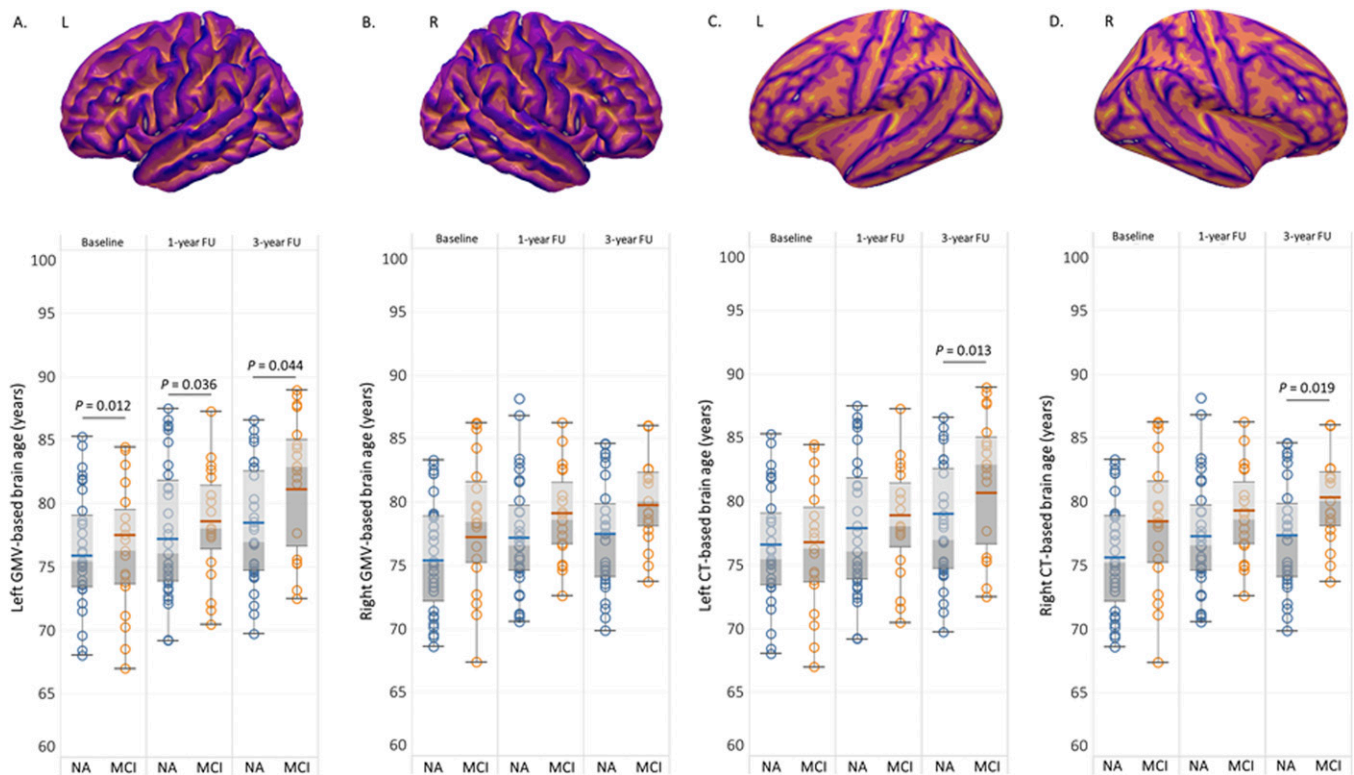 A. L
B. R
C. L
D. R
Baseline 1-year FU 3-year FU
Left GMV-based brain age (years)
100
95
90
85
80
75
70
65
60
P = 0.012
P = 0.036
P = 0.044
NA MCI NA MCI NA MCI
Baseline 1-year FU 3-year FU
Right GMV-based brain age (years)
100
95
90
85
80
75
70
65
60
NA MCI NA MCI NA MCI
Baseline 1-year FU 3-year FU
Left CT-based brain age (years)
100
95
90
85
80
75
70
65
60
P = 0.013
NA MCI NA MCI NA MCI
Baseline 1-year FU 3-year FU
Right CT-based brain age (years)
100
95
90
85
80
75
70
65
60
P = 0.019
NA MCI NA MCI NA MCI